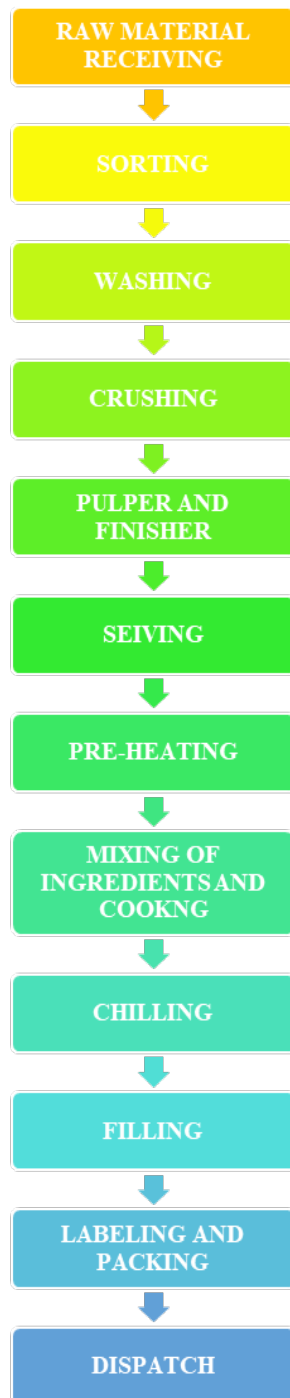 RAW MATERIAL
RECEIVING
SORTING
WASHING
CRUSHING
PULPER AND
FINISHER
SEIVING
PRE-HEATING
MIXING OF
INGREDIENTS AND
COOKNG
CHILLING
FILLING
LABELING AND
PACKING
DISPATCH